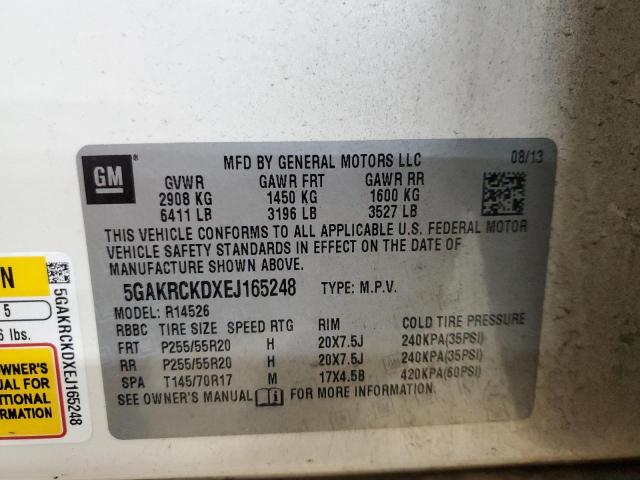 GM
MFD BY GENERAL MOTORS LLC 08/13
GVWR GAWR FRT GAWR RR
2908 KG 1450 KG 1600 KG
6411 LB 3196 LB 3527 LB
THIS VEHICLE CONFORMS TO ALL APPLICABLE U.S. FEDERAL MOTOR
VEHICLE SAFETY STANDARDS IN EFFECT ON THE DATE OF
MANUFACTURE SHOWN ABOVE.
5GAKRCKDXEJ165248 TYPE: M.P.V.
MODEL: R14526
RBBC TIRE SIZE SPEED RTG RIM COLD TIRE PRESSURE
FRT P255/55R20 H 20X7.5J 240KPA(35PSI)
RR P255/55R20 H 20X7.5J 240KPA(35PSI)
SPA T145/70R17 M 17X4.5B 420KPA(60PSI)
SEE OWNER'S MANUAL FOR MORE INFORMATION.
N
5
lbs.
OWNER'S
UAL FOR
ITIONAL
RMATION
5GAKRCKDXEJ165248